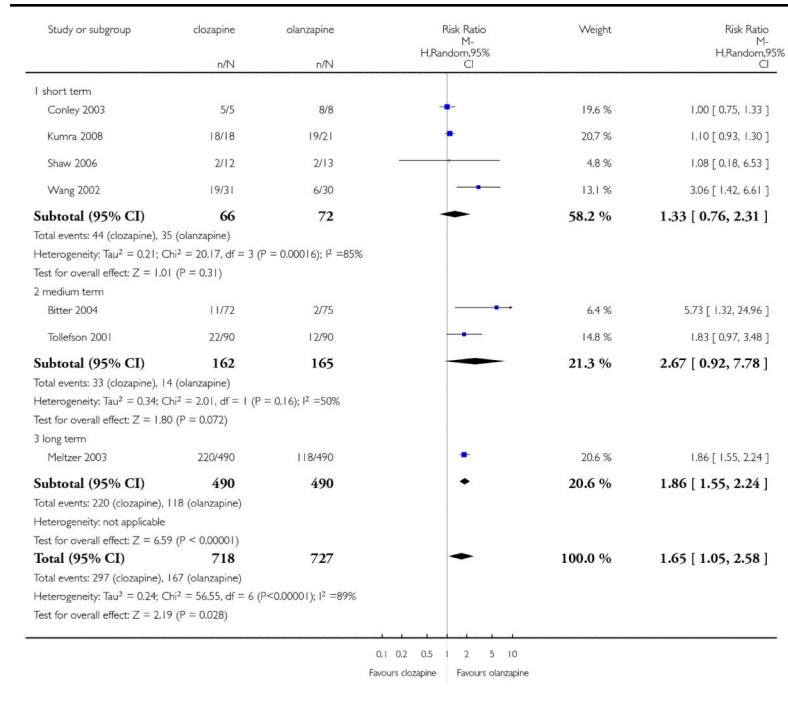 Study or subgroup clozapine olanzapine Risk Ratio Weight Risk Ratio
M- M-
H,Random,95% H,Random,95%
n/N n/N CI CI
1 short term
Conley 2003 5/5 8/8 19.6 % 1.00 [ 0.75, 1.33 ]
Kumra 2008 18/18 19/21 20.7 % 1.10 [ 0.93, 1.30 ]
Shaw 2006 2/12 2/13 4.8 % 1.08 [ 0.18, 6.53 ]
Wang 2002 19/31 6/30 13.1 % 3.06 [ 1.42, 6.61 ]
Subtotal (95% CI) 66 72 58.2 % 1.33 [ 0.76, 2.31 ]
Total events: 44 (clozapine), 35 (olanzapine)
Heterogeneity: Tau² = 0.21; Chi² = 20.17, df = 3 (P = 0.00016); I² =85%
Test for overall effect: Z = 1.01 (P = 0.31)
2 medium term
Bitter 2004 11/72 2/75 6.4 % 5.73 [ 1.32, 24.96 ]
Tollefson 2001 22/90 12/90 14.8 % 1.83 [ 0.97, 3.48 ]
Subtotal (95% CI) 162 165 21.3 % 2.67 [ 0.92, 7.78 ]
Total events: 33 (clozapine), 14 (olanzapine)
Heterogeneity: Tau² = 0.34; Chi² = 2.01, df = 1 (P = 0.16); I² =50%
Test for overall effect: Z = 1.80 (P = 0.072)
3 long term
Meltzer 2003 220/490 118/490 20.6 % 1.86 [ 1.55, 2.24 ]
Subtotal (95% CI) 490 490 20.6 % 1.86 [ 1.55, 2.24 ]
Total events: 220 (clozapine), 118 (olanzapine)
Heterogeneity: not applicable
Test for overall effect: Z = 6.59 (P < 0.00001)
Total (95% CI) 718 727 100.0 % 1.65 [ 1.05, 2.58 ]
Total events: 297 (clozapine), 167 (olanzapine)
Heterogeneity: Tau² = 0.24; Chi² = 56.55, df = 6 (P<0.00001); I² =89%
Test for overall effect: Z = 2.19 (P = 0.028)
0.1 0.2 0.5 1 2 5 10
Favours clozapine Favours olanzapine